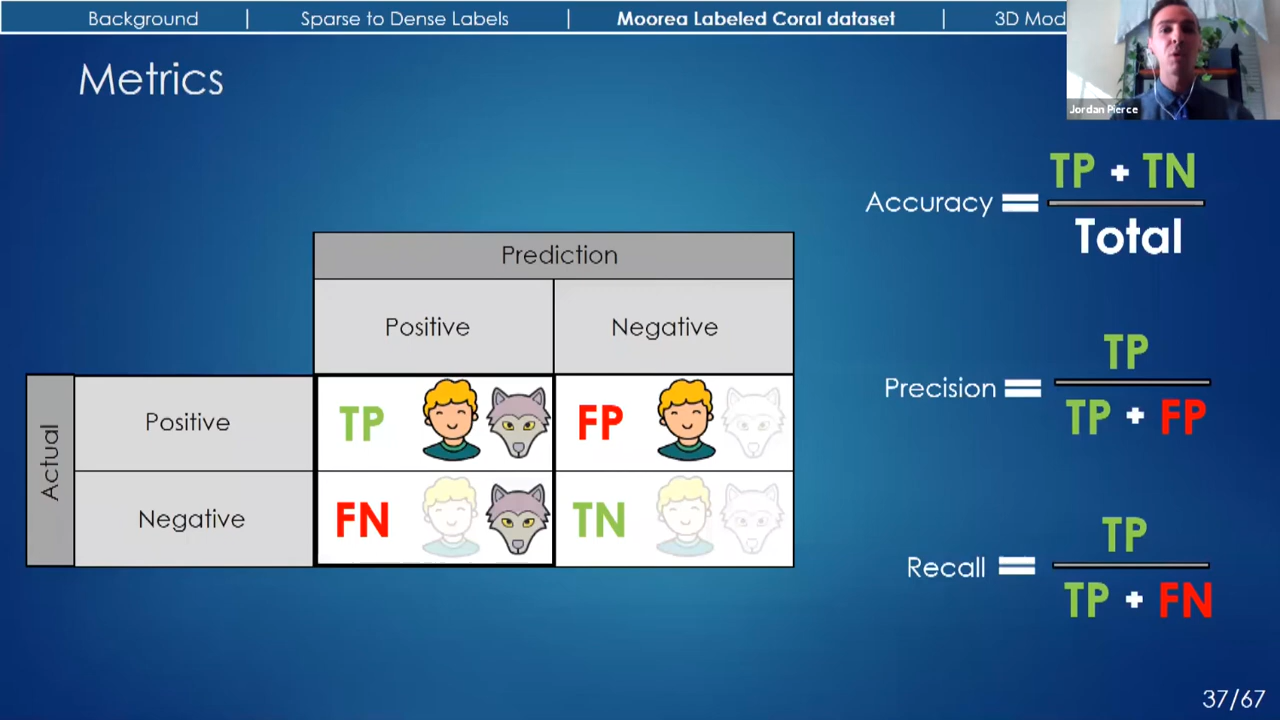 Background | Sparse to Dense Labels | Moorea Labeled Coral dataset | 3D Mod
Jordan Pierce
Metrics
Accuracy = TP + TN
Total
Prediction
Positive Negative
Precision = TP
TP + FP
Actual
Positive TP FP
Negative FN TN
Recall = TP
TP + FN
37/67